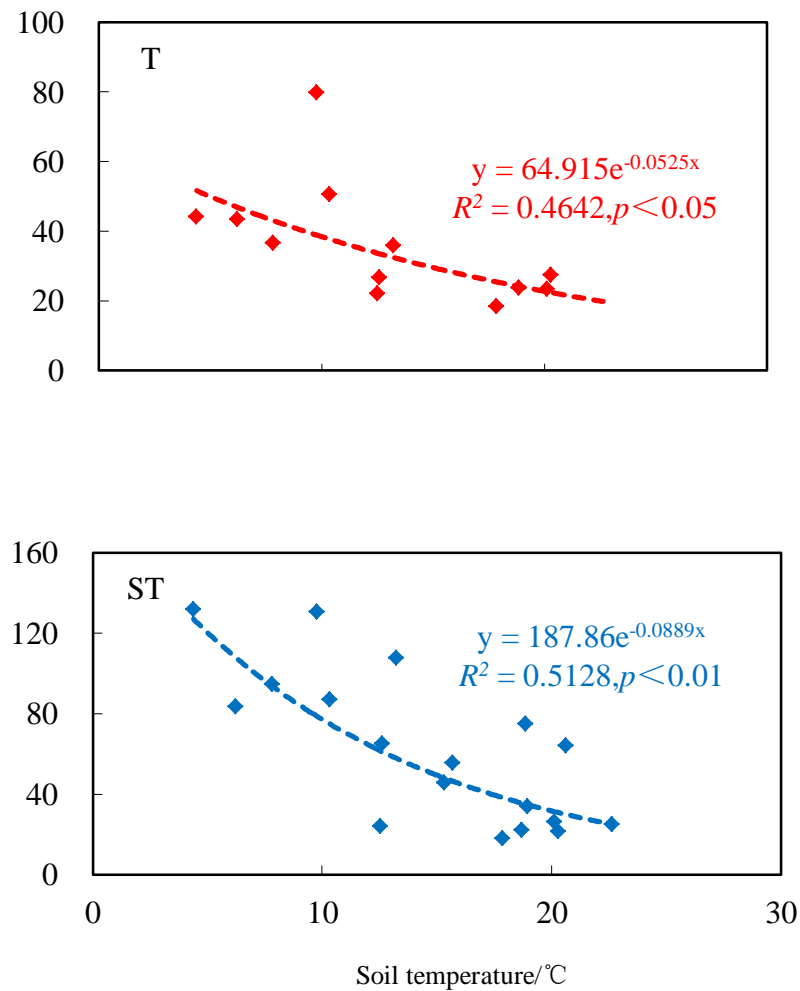 100
T
80
60
y = 64.915e^-0.0525x
R² = 0.4642,p＜0.05
40
20
0
160
ST
120
y = 187.86e^-0.0889x
R² = 0.5128,p＜0.01
80
40
0
0 10 20 30
Soil temperature/℃